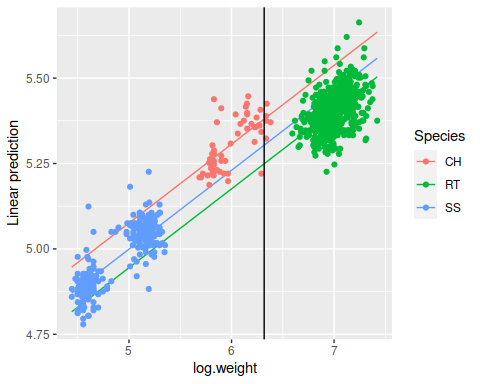 5.50
5.25
5.00
4.75
Linear prediction
5
6
7
log.weight
Species
CH
RT
SS